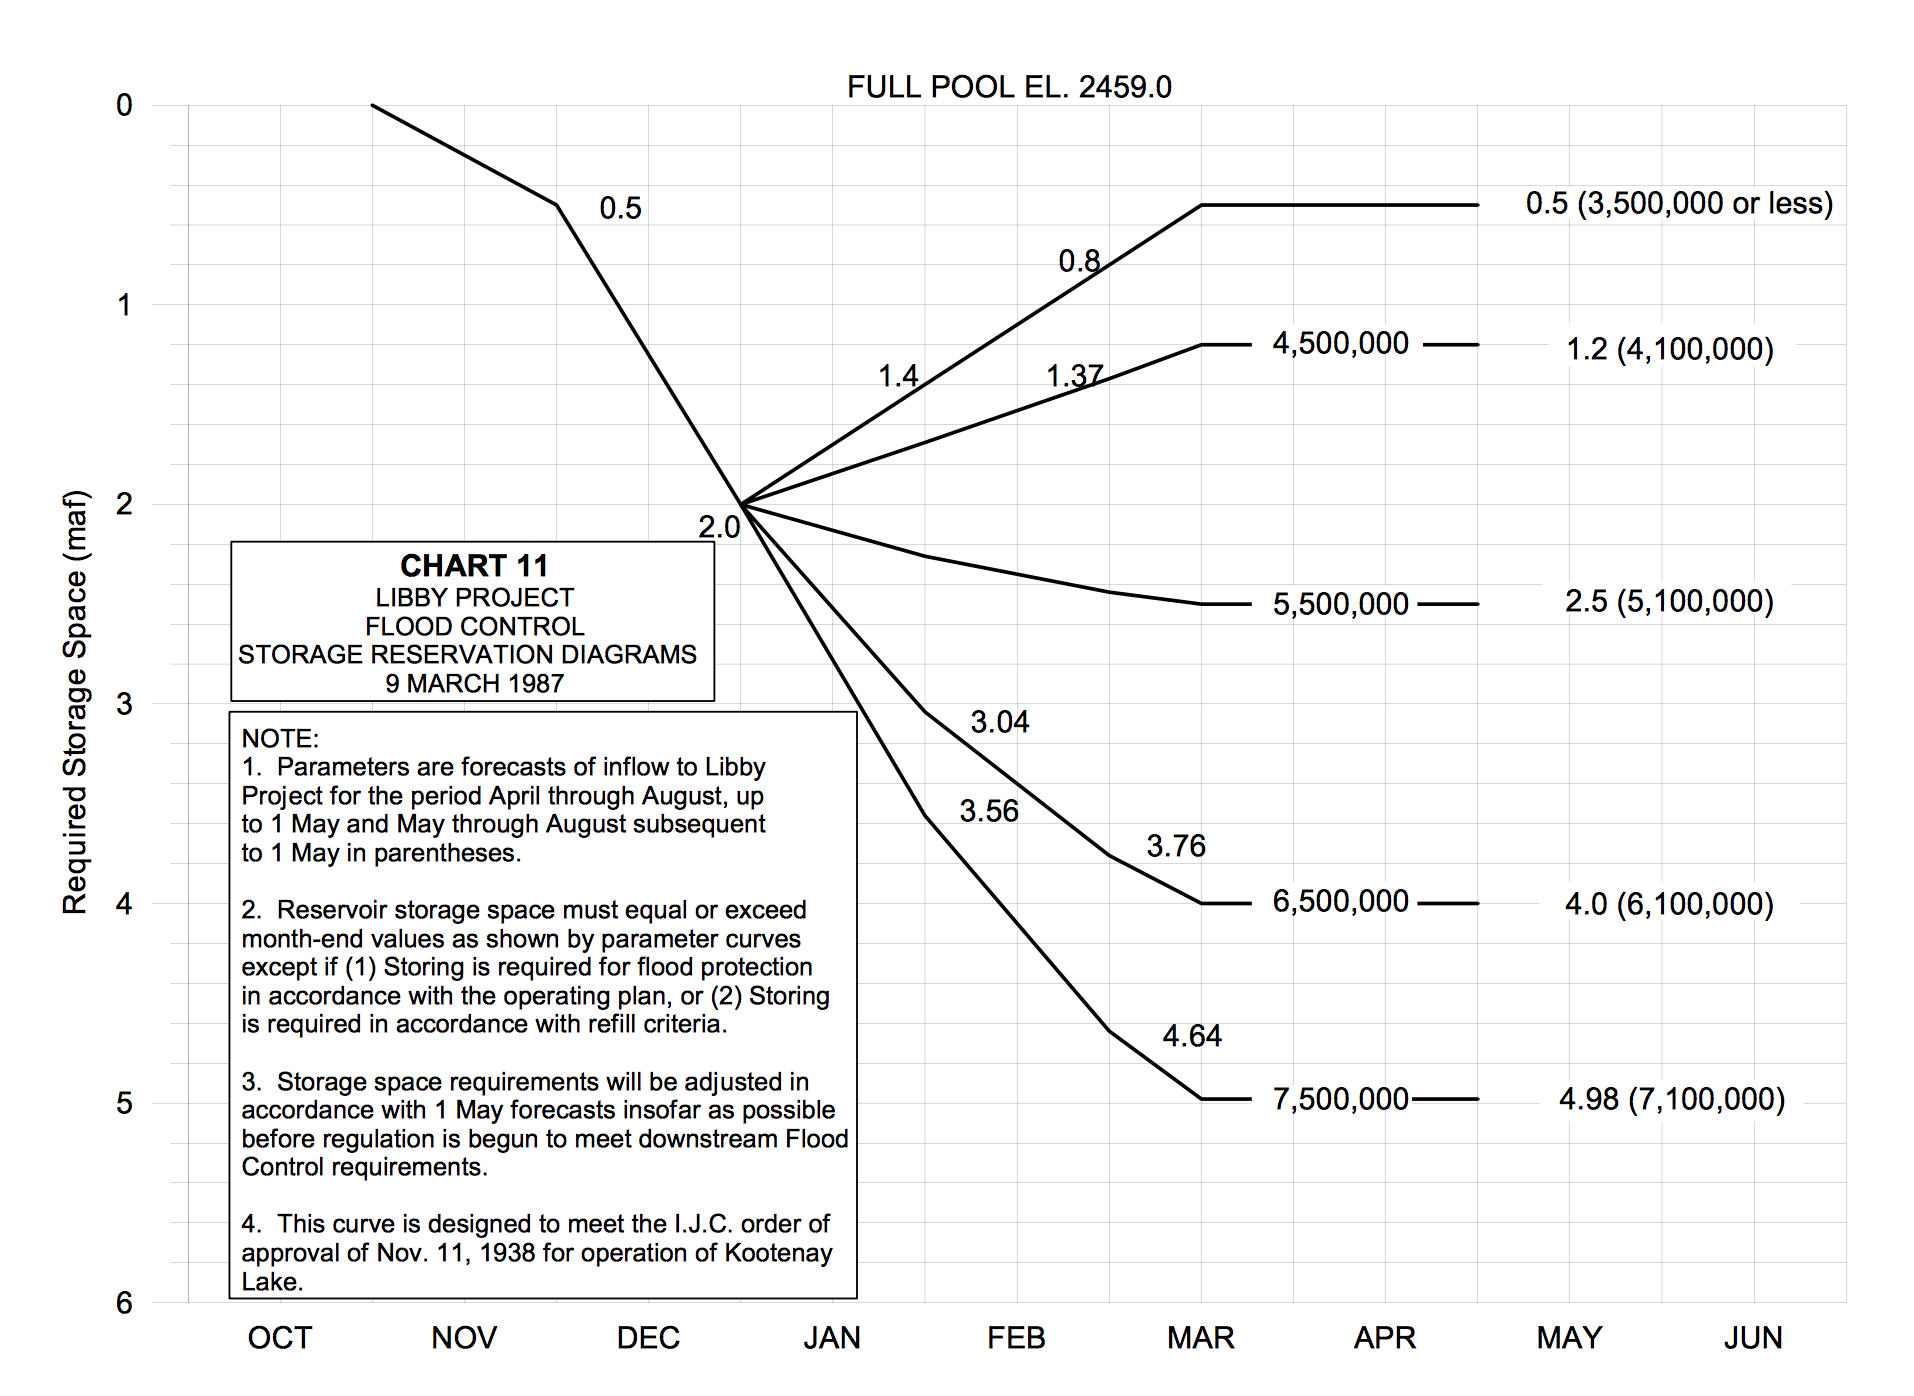 FULL POOL EL. 2459.0
0
0.5
0.5 (3,500,000 or less)
0.8
1
4,500,000
1.2 (4,100,000)
1.4
1.37
Required Storage Space (maf)
2
2.0
CHART 11
LIBBY PROJECT
FLOOD CONTROL
STORAGE RESERVATION DIAGRAMS
9 MARCH 1987
5,500,000
2.5 (5,100,000)
3
3.04
NOTE:
1. Parameters are forecasts of inflow to Libby
Project for the period April through August, up
to 1 May and May through August subsequent
to 1 May in parentheses.
2. Reservoir storage space must equal or exceed
month-end values as shown by parameter curves
except if (1) Storing is required for flood protection
in accordance with the operating plan, or (2) Storing
is required in accordance with refill criteria.
3. Storage space requirements will be adjusted in
accordance with 1 May forecasts insofar as possible
before regulation is begun to meet downstream Flood
Control requirements.
4. This curve is designed to meet the I.J.C. order of
approval of Nov. 11, 1938 for operation of Kootenay
Lake.
3.56
3.76
4
6,500,000
4.0 (6,100,000)
4.64
5
7,500,000
4.98 (7,100,000)
6
OCT NOV DEC JAN FEB MAR APR MAY JUN